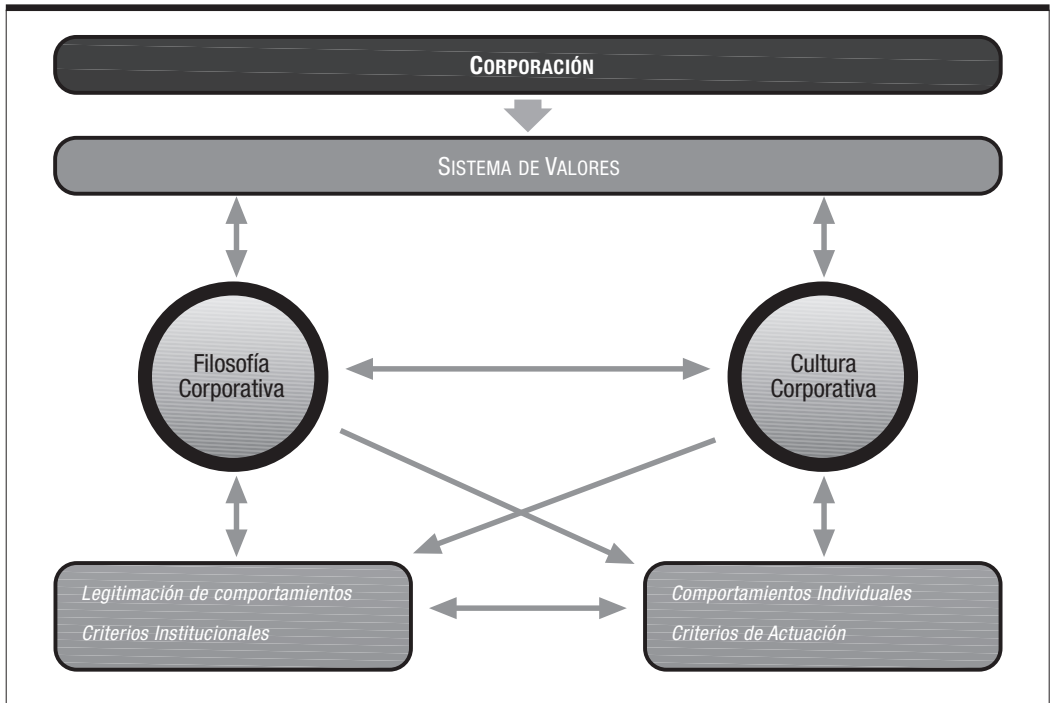 CORPORACIÓN
SISTEMA DE VALORES
Filosofía
Corporativa
Cultura
Corporativa
Legitimación de comportamientos
Criterios Institucionales
Comportamientos Individuales
Criterios de Actuación